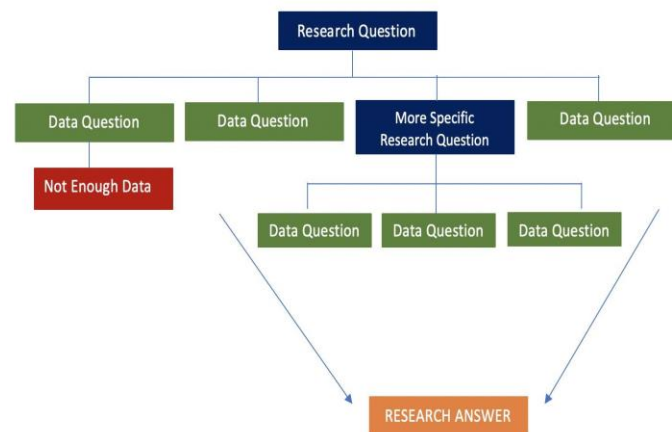 Research Question
Data Question
Data Question
More Specific
Research Question
Data Question
Not Enough Data
Data Question
Data Question
Data Question
RESEARCH ANSWER